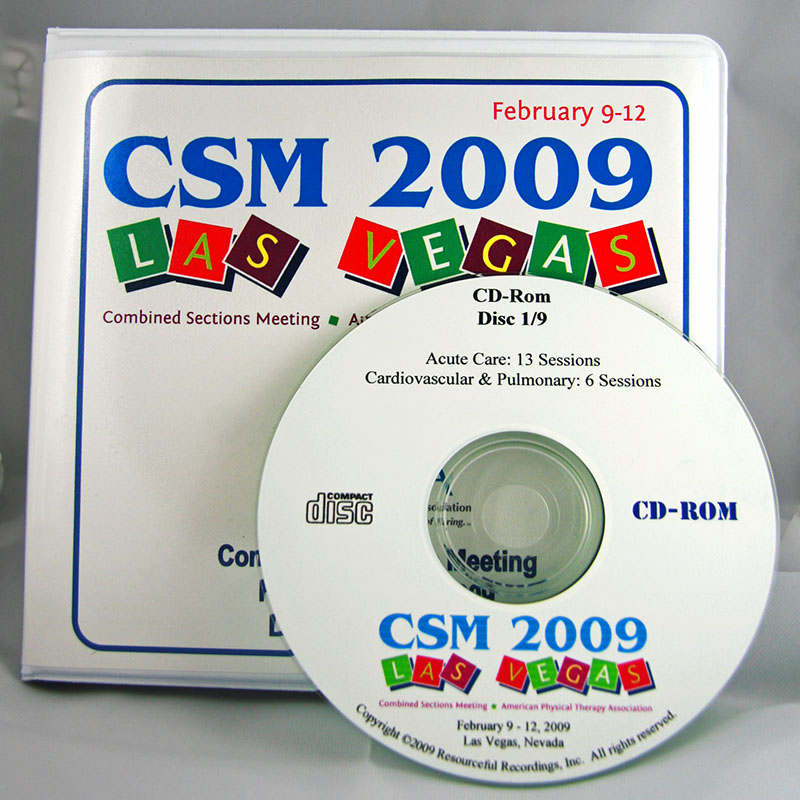 February 9-12
CSM 2009
LAS VEGAS
Combined Sections Meeting
CD-Rom
Disc 1/9
Acute Care: 13 Sessions
Cardiovascular & Pulmonary: 6 Sessions
COMPACT
disc
CD-ROM
Meeting
CSM 2009
LAS VEGAS
Combined Sections Meeting ■ American Physical Therapy Association
February 9 - 12, 2009
Las Vegas, Nevada
Copyright ©2009 Resourceful Recordings, Inc. All rights reserved.